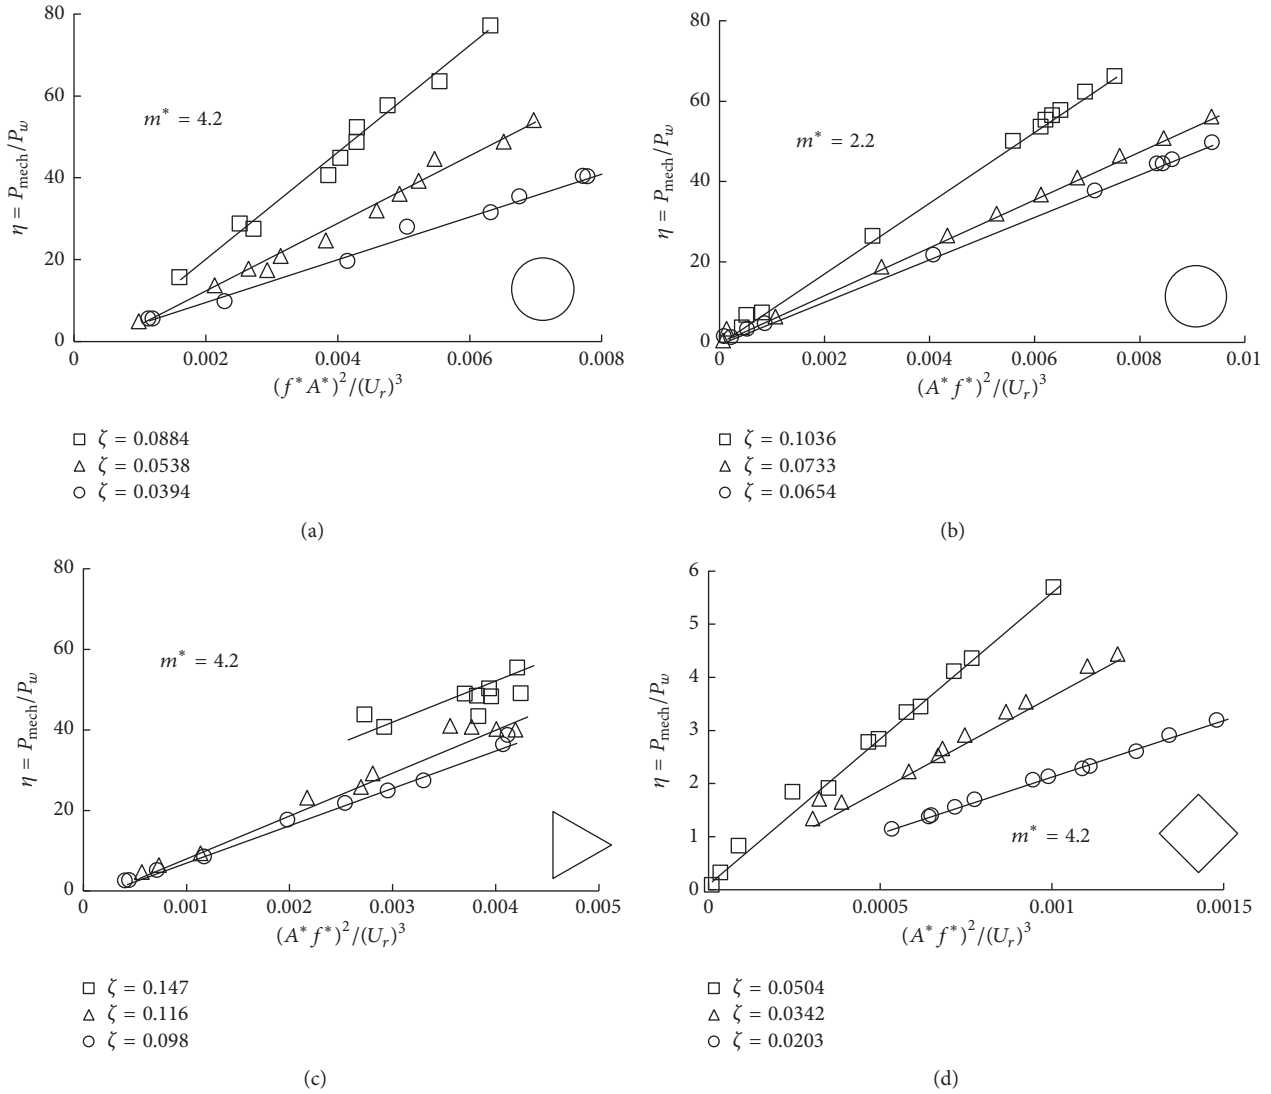 80
60
40
20
0
η = P_mech/P_w
m* = 4.2
0 0.002 0.004 0.006 0.008
(f*A*)²/(U_r)³
ζ = 0.0884
ζ = 0.0538
ζ = 0.0394
(a)
80
60
40
20
0
η = P_mech/P_w
m* = 2.2
0 0.002 0.004 0.006 0.008 0.01
(A*f*)²/(U_r)³
ζ = 0.1036
ζ = 0.0733
ζ = 0.0654
(b)
80
60
40
20
0
η = P_mech/P_w
m* = 4.2
0 0.001 0.002 0.003 0.004 0.005
(A*f*)²/(U_r)³
ζ = 0.147
ζ = 0.116
ζ = 0.098
(c)
6
5
4
3
2
1
0
η = P_mech/P_w
m* = 4.2
0 0.0005 0.001 0.0015
(A*f*)²/(U_r)³
ζ = 0.0504
ζ = 0.0342
ζ = 0.0203
(d)